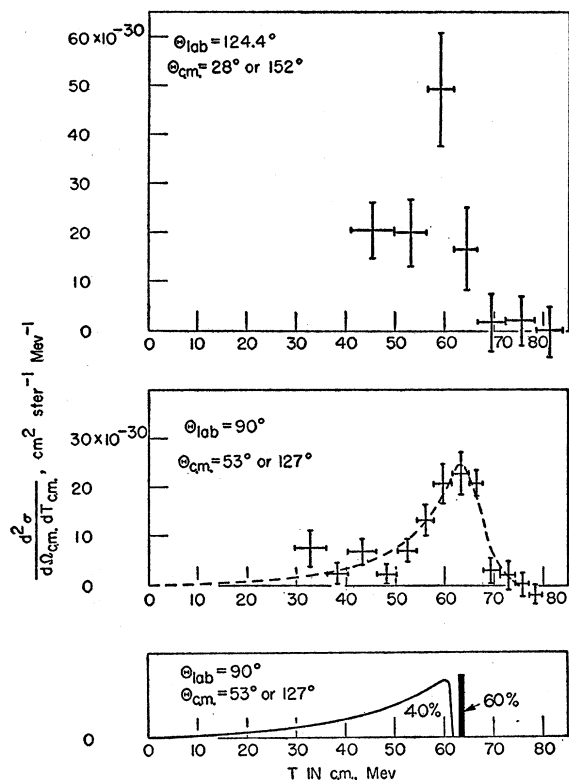 60×10⁻³⁰
Θlab = 124.4°
Θc.m. = 28° or 152°
50
40
30
20
10
0
0 10 20 30 40 50 60 70 80
d²σ / dΩc.m. dTc.m. , cm² ster⁻¹ Mev⁻¹
30×10⁻³⁰
Θlab = 90°
Θc.m. = 53° or 127°
20
10
0
0 10 20 30 40 50 60 70 80
Θlab = 90°
Θc.m. = 53° or 127°
40%
60%
0
0 10 20 30 40 50 60 70 80
T IN c.m., Mev